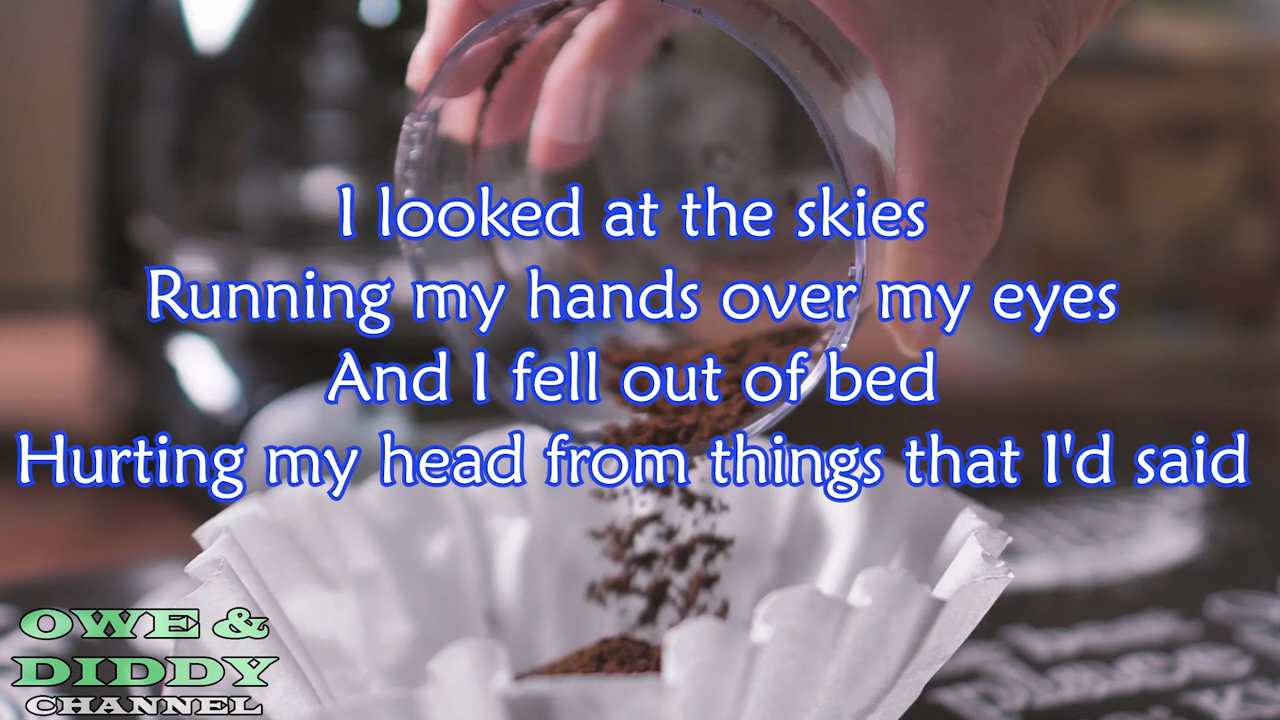 I looked at the skies
Running my hands over my eyes
And I fell out of bed
Hurting my head from things that I'd said
OWE &
DIDDY
CHANNEL